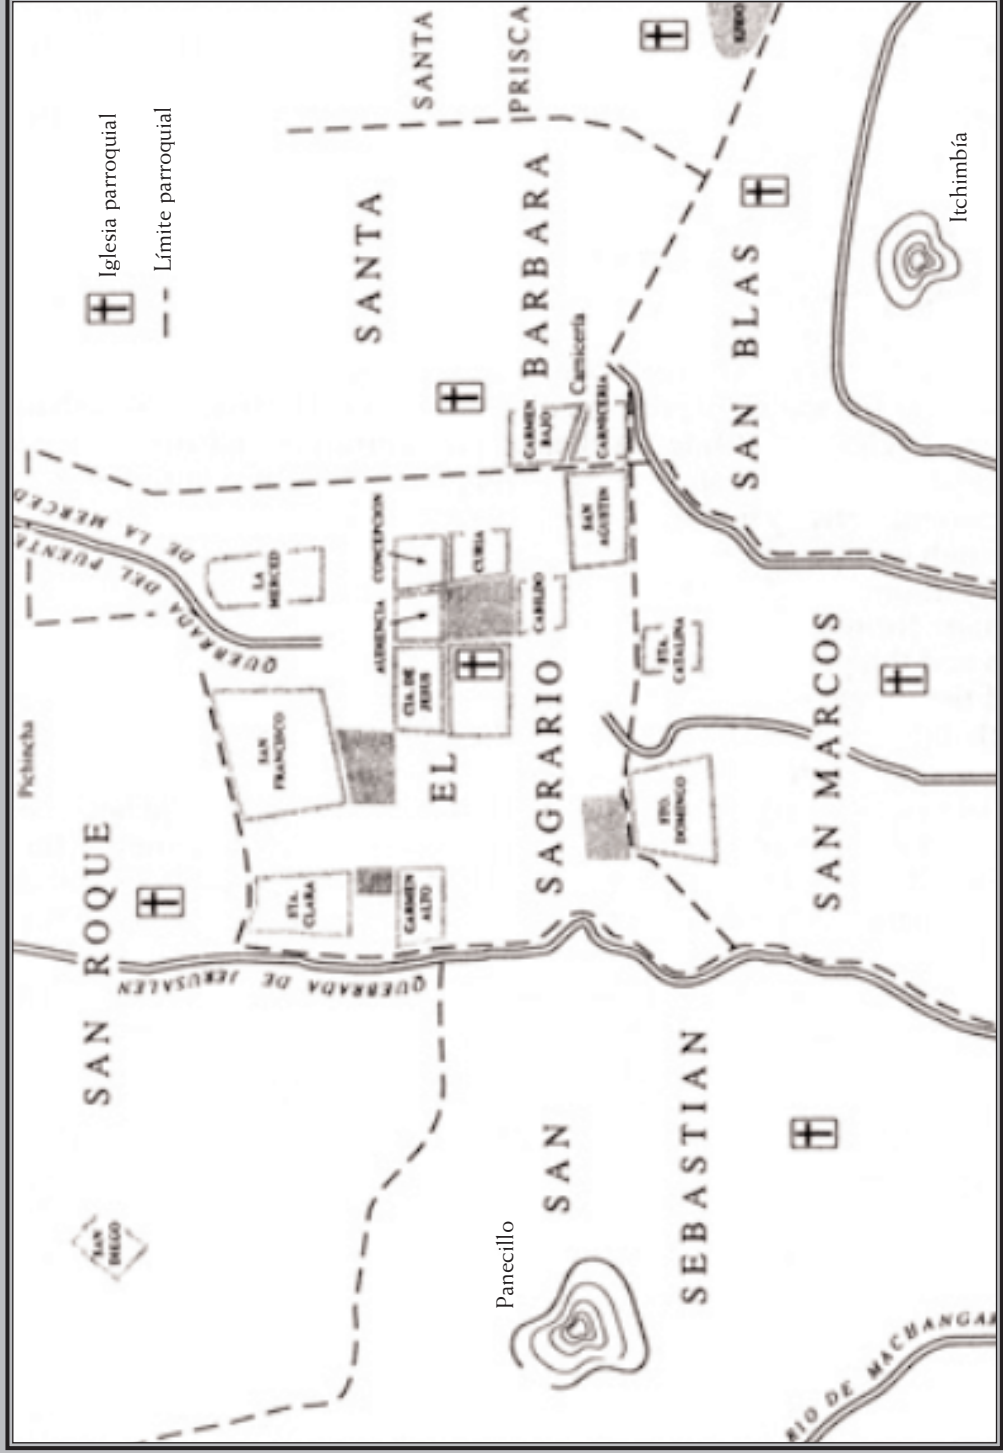 Pichincha
QUEBRADA DEL PUENTE
DE LA MERCED
SAN ROQUE
Iglesia parroquial
Límite parroquial
SAN DIEGO
QUEBRADA DE JERUSALEN
STA.
CLARA
SAN
FRANCISCO
LA
MERCED
SANTA
BARBARA
SANTA
PRISCA
CARMEN
ALTO
CIA. DE
JESUS
AUDIENCIA
CONCEPCION
CURIA
CABILDO
EL
SAGRARIO
CARMEN
BAJO
Carnicería
CARNICERIA
SAN
AGUSTIN
Panecillo
SAN
SEBASTIAN
STO.
DOMINGO
STA.
CATALINA
SAN BLAS
SAN MARCOS
Itchimbía
RIO DE MACHANGAR